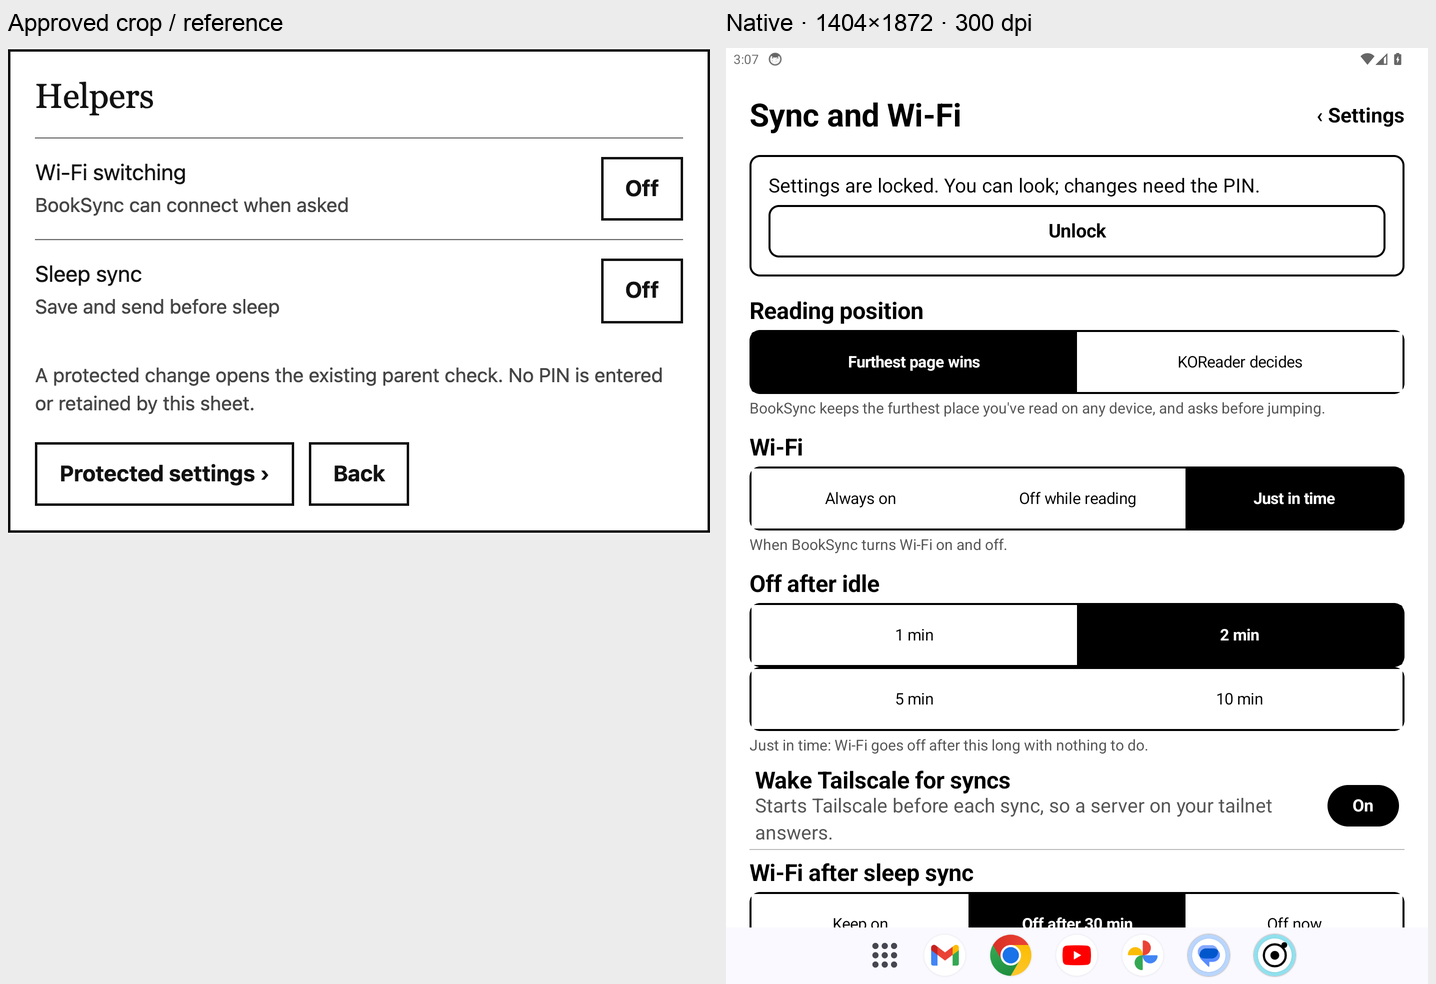 Approved crop / reference
Helpers
Wi-Fi switching
BookSync can connect when asked
Off
Sleep sync
Save and send before sleep
Off
A protected change opens the existing parent check. No PIN is entered
or retained by this sheet.
Protected settings ›
Back
Native · 1404×1872 · 300 dpi
3:07
Sync and Wi-Fi
‹ Settings
Settings are locked. You can look; changes need the PIN.
Unlock
Reading position
Furthest page wins
KOReader decides
BookSync keeps the furthest place you've read on any device, and asks before jumping.
Wi-Fi
Always on
Off while reading
Just in time
When BookSync turns Wi-Fi on and off.
Off after idle
1 min
2 min
5 min
10 min
Just in time: Wi-Fi goes off after this long with nothing to do.
Wake Tailscale for syncs
Starts Tailscale before each sync, so a server on your tailnet
answers.
On
Wi-Fi after sleep sync
Keep on
Off after 30 min
Off now